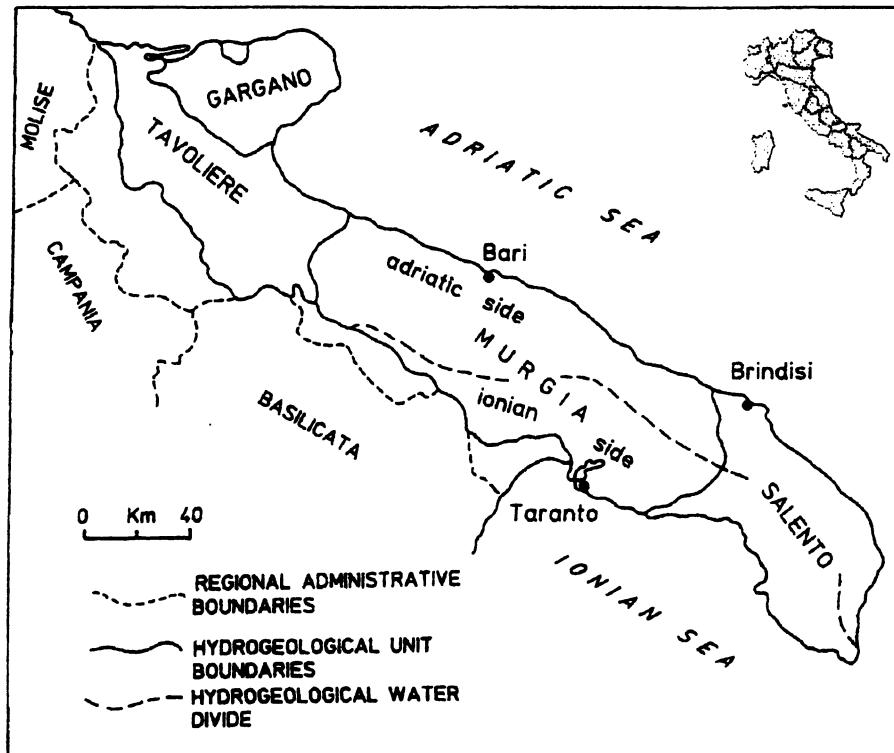 GARGANO
MOLISE
TAVOLIERE
ADRIATIC SEA
CAMPANIA
Bari
adriatic side
MURGIA
Brindisi
BASILICATA
ionian side
Taranto
SALENTO
0 Km 40
IONIAN SEA
REGIONAL ADMINISTRATIVE
BOUNDARIES
HYDROGEOLOGICAL UNIT
BOUNDARIES
HYDROGEOLOGICAL WATER
DIVIDE